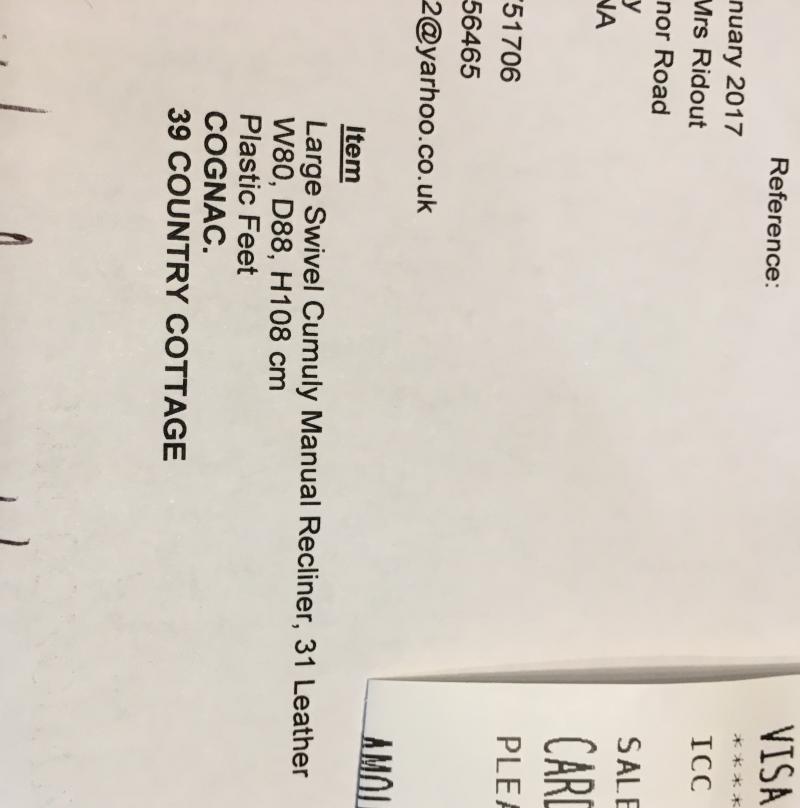 Reference:
nuary 2017
Mrs Ridout
nor Road
y
NA
751706
56465
2@yarhoo.co.uk
Item
Large Swivel Cumuly Manual Recliner, 31 Leather
W80, D88, H108 cm
Plastic Feet
COGNAC.
39 COUNTRY COTTAGE
VISA
****
ICC
SALE
CARD
PLEA
AMOU